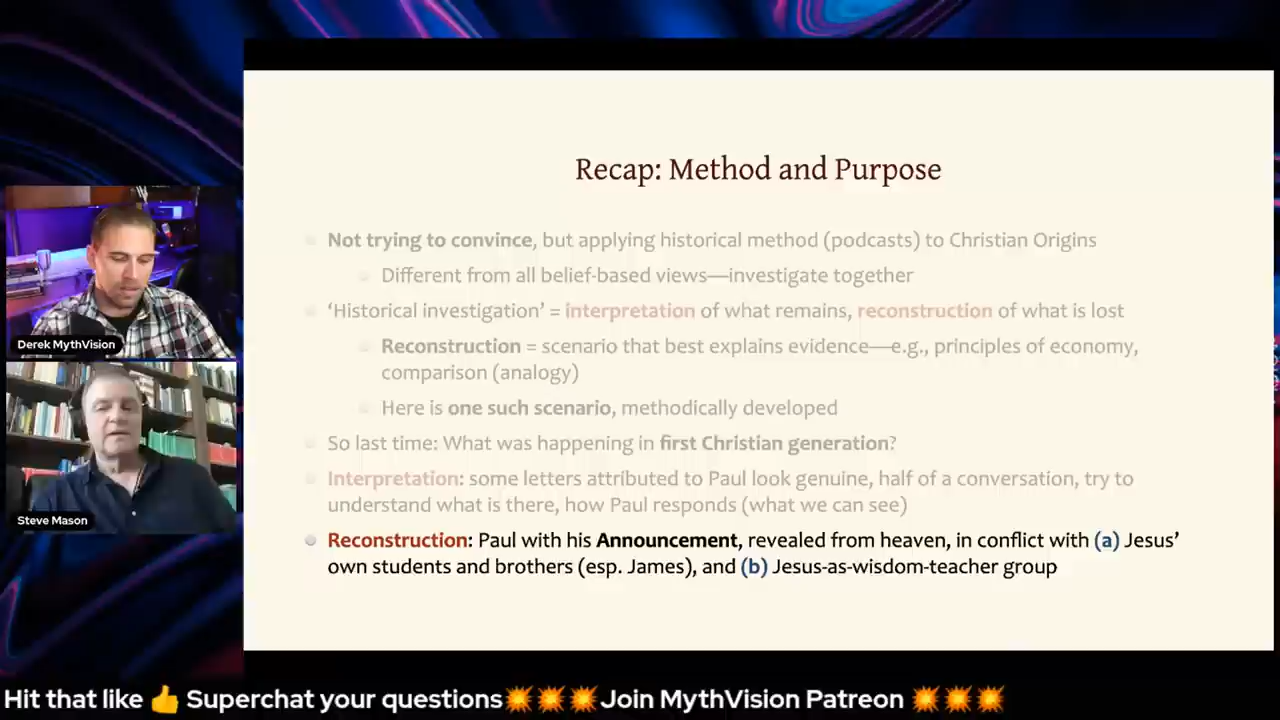 Recap: Method and Purpose
Not trying to convince, but applying historical method (podcasts) to Christian Origins
Different from all belief-based views—investigate together
‘Historical investigation’ = interpretation of what remains, reconstruction of what is lost
Reconstruction = scenario that best explains evidence—e.g., principles of economy,
comparison (analogy)
Here is one such scenario, methodically developed
So last time: What was happening in first Christian generation?
Interpretation: some letters attributed to Paul look genuine, half of a conversation, try to
understand what is there, how Paul responds (what we can see)
Reconstruction: Paul with his Announcement, revealed from heaven, in conflict with (a) Jesus’
own students and brothers (esp. James), and (b) Jesus-as-wisdom-teacher group
Derek MythVision
Steve Mason
Hit that like 👍 Superchat your questions💥💥💥Join MythVision Patreon 💥💥💥